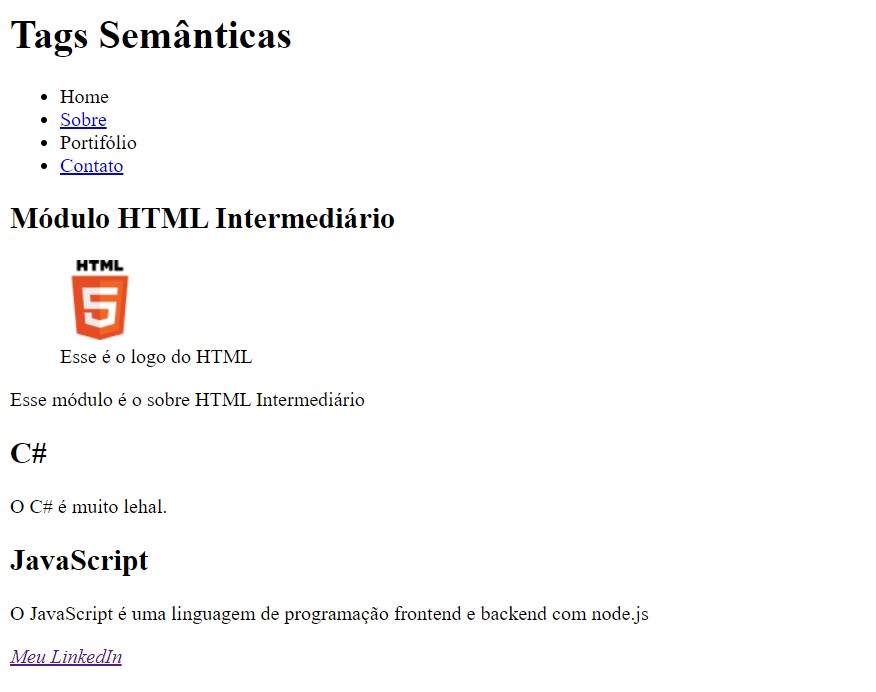 Tags Semânticas
Home
Sobre
Portifólio
Contato
Módulo HTML Intermediário
HTML
5
Esse é o logo do HTML
Esse módulo é o sobre HTML Intermediário
C#
O C# é muito lehal.
JavaScript
O JavaScript é uma linguagem de programação frontend e backend com node.js
Meu LinkedIn